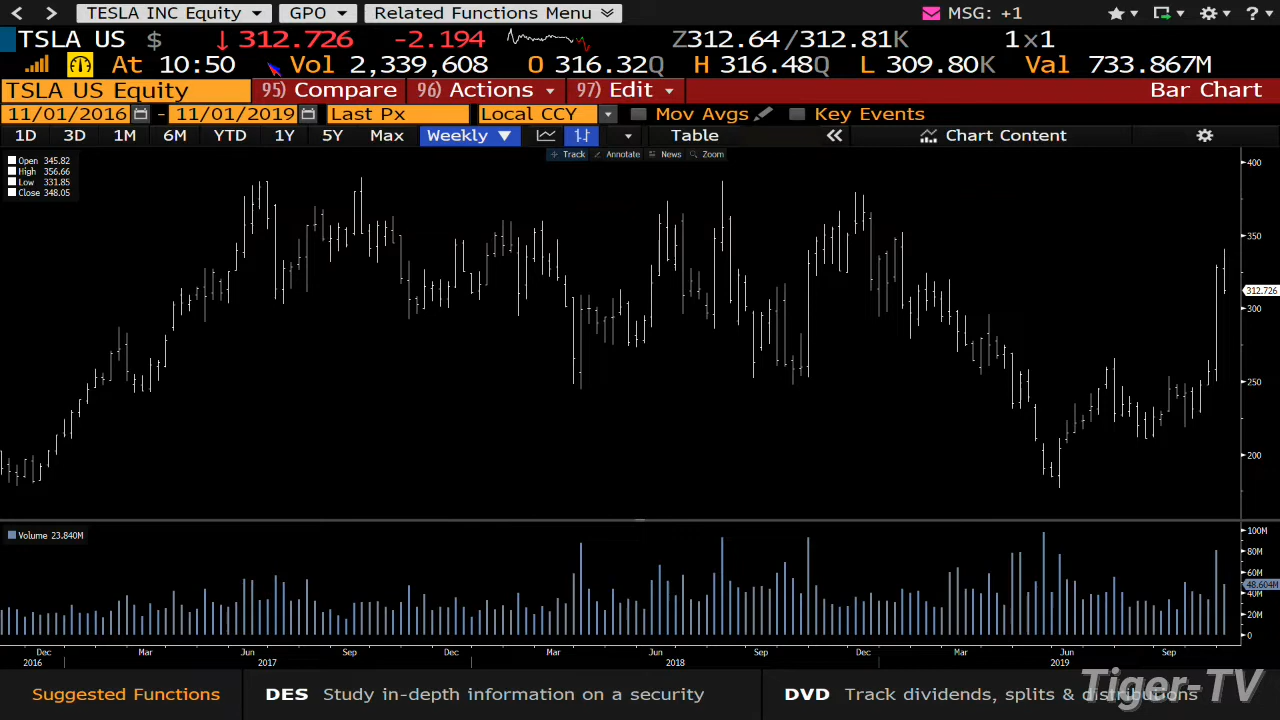 TESLA INC Equity GPO Related Functions Menu MSG: +1
TSLA US $ ↓ 312.726 -2.194 Z312.64/312.81K 1×1
At 10:50 Vol 2,339,608 O 316.32Q H 316.48Q L 309.80K Val 733.867M
TSLA US Equity 95) Compare 96) Actions 97) Edit Bar Chart
11/01/2016 - 11/01/2019 Last Px Local CCY Mov Avgs Key Events
1D 3D 1M 6M YTD 1Y 5Y Max Weekly ▼ Table « Chart Content
Track Annotate News Zoom
Open 345.82
High 356.66
Low 331.85
Close 348.05
400
350
312.726
300
250
200
Volume 23.840M
100M
80M
60M
48.604M
40M
20M
0
Dec Mar Jun Sep Dec Mar Jun Sep Dec Mar Jun Sep
2016 2017 2018 2019
Suggested Functions DES Study in-depth information on a security DVD Track dividends, splits & distributions
Tiger-TV